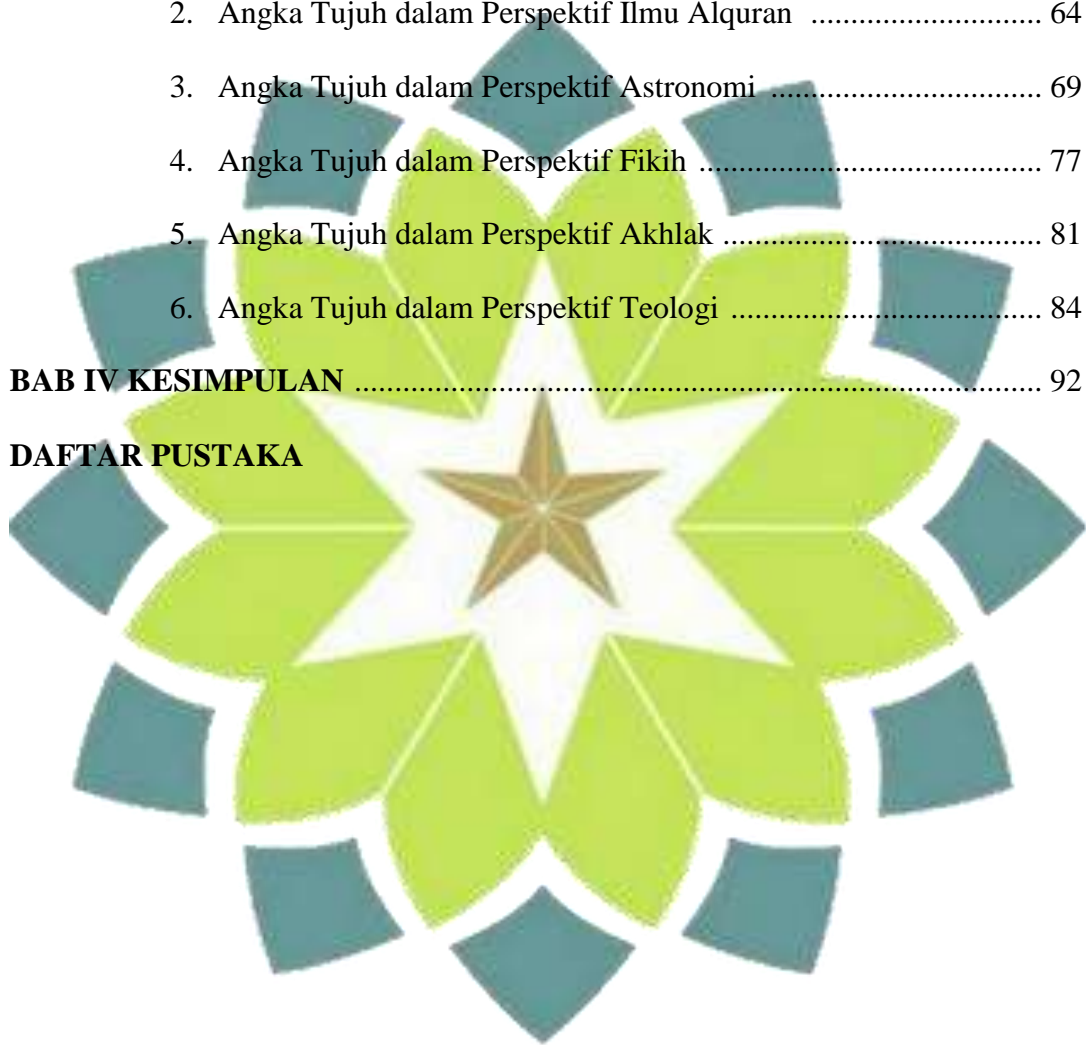 2. Angka Tujuh dalam Perspektif Ilmu Alquran ......................... 64
3. Angka Tujuh dalam Perspektif Astronomi .................................. 69
4. Angka Tujuh dalam Perspektif Fikih ........................................... 77
5. Angka Tujuh dalam Perspektif Akhlak ........................................ 81
6. Angka Tujuh dalam Perspektif Teologi ....................................... 84
BAB IV KESIMPULAN ......................................................................................... 92
DAFTAR PUSTAKA